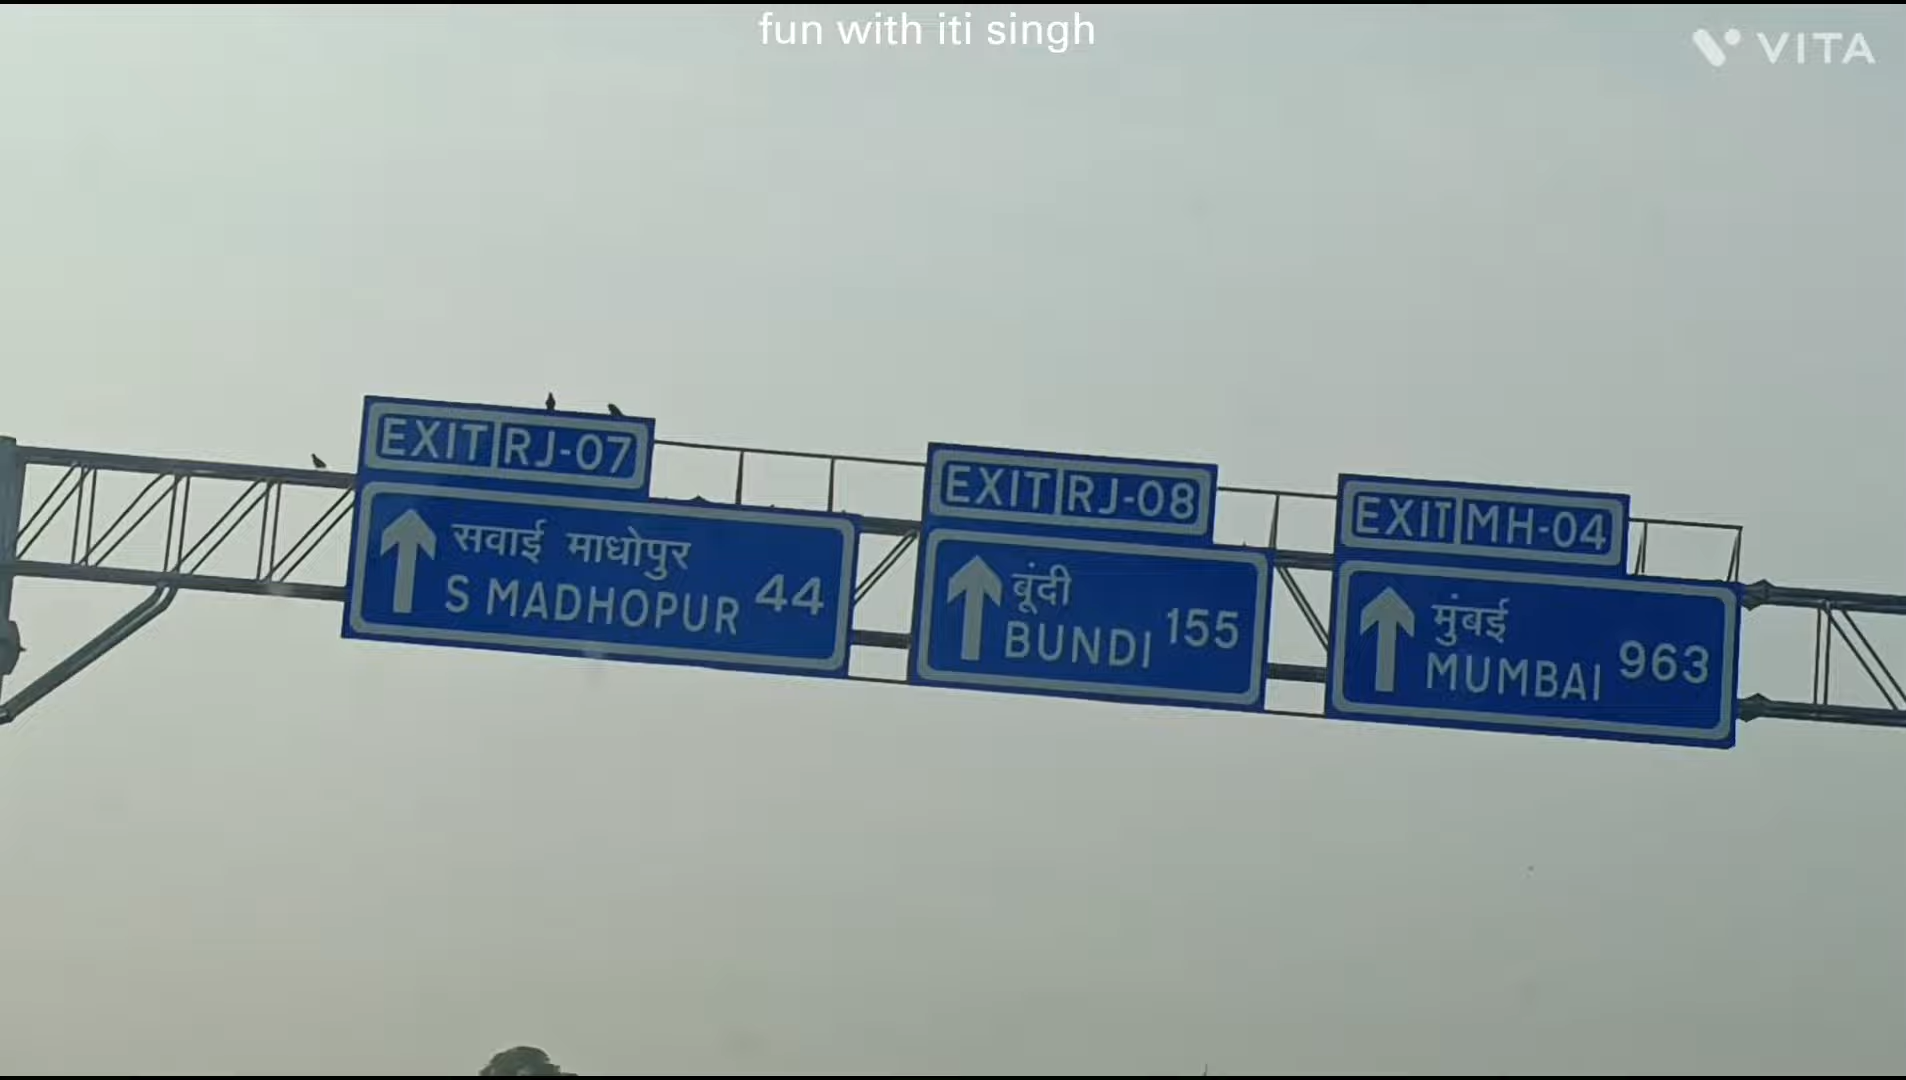 fun with iti singh
VITA
EXIT RJ-07
सवाई माधोपुर
S MADHOPUR 44
EXIT RJ-08
बूंदी
BUNDI 155
EXIT MH-04
मुंबई
MUMBAI 963